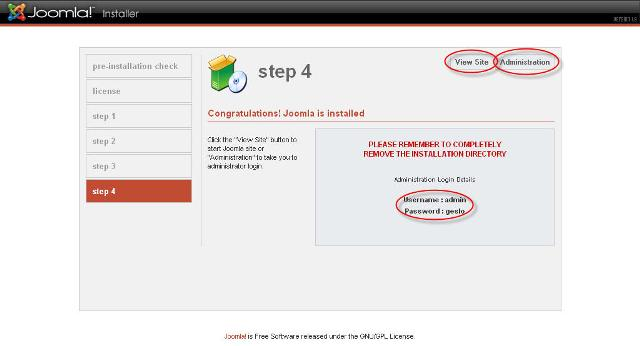 Joomla! Installer
pre-installation check
license
step 1
step 2
step 3
step 4
step 4
View Site
Administration
Congratulations! Joomla is installed
Click the "View Site" button to
start Joomla site or
"Administration" to take you to
administrator login.
PLEASE REMEMBER TO COMPLETELY
REMOVE THE INSTALLATION DIRECTORY
Administration Login Details
Username : admin
Password : geslo
Joomla! is Free Software released under the GNU/GPL License.